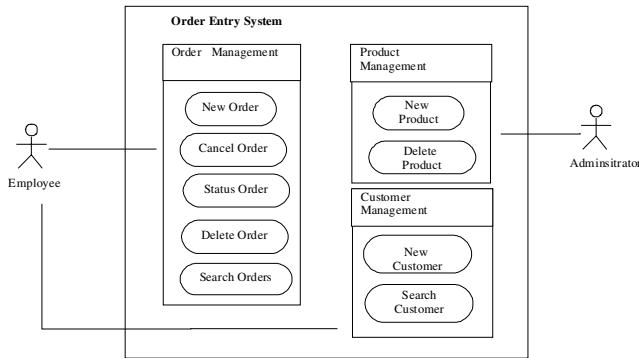 Order Entry System
Order Management
New Order
Cancel Order
Status Order
Delete Order
Search Orders
Product
Management
New
Product
Delete
Product
Customer
Management
New
Customer
Search
Customer
Employee
Adminsitrator